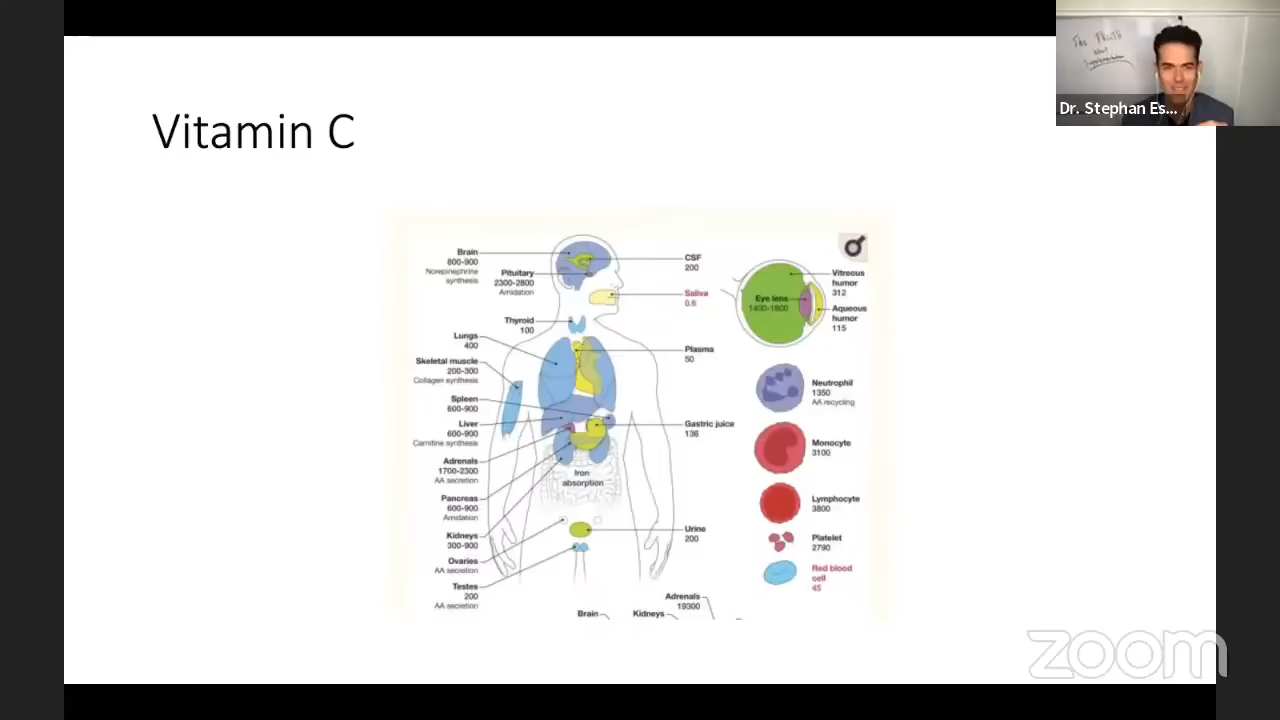 The Truth
about
Supplementation
Dr. Stephan Es...
Vitamin C
Brain
800-900
Norepinephrine
synthesis
Pituitary
2300-2800
Amidation
Thyroid
100
Lungs
400
Skeletal muscle
200-300
Collagen synthesis
Spleen
600-900
Liver
600-900
Carnitine synthesis
Adrenals
1700-2300
AA secretion
Pancreas
600-900
Amidation
Kidneys
300-900
Ovaries
AA secretion
Testes
200
AA secretion
Iron
absorption
CSF
200
Saliva
0.6
Plasma
50
Gastric juice
136
Urine
200
Adrenals
19300
Brain
Kidneys
Eye lens
1400-1800
Vitreous
humor
312
Aqueous
humor
115
Neutrophil
1350
AA recycling
Monocyte
3100
Lymphocyte
3800
Platelet
2790
Red blood
cell
45
zoom